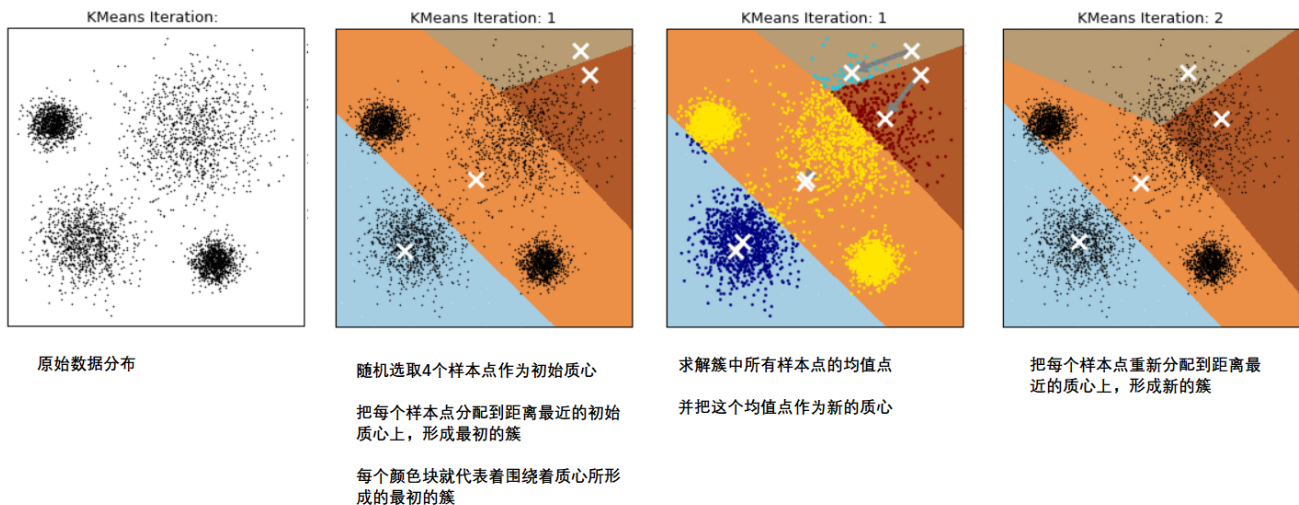 KMeans Iteration:
KMeans Iteration: 1
KMeans Iteration: 1
KMeans Iteration: 2
原始数据分布
随机选取4个样本点作为初始质心
把每个样本点分配到距离最近的初始
质心上，形成最初的簇
每个颜色块就代表着围绕着质心所形
成的最初的簇
求解簇中所有样本点的均值点
并把这个均值点作为新的质心
把每个样本点重新分配到距离最
近的质心上，形成新的簇